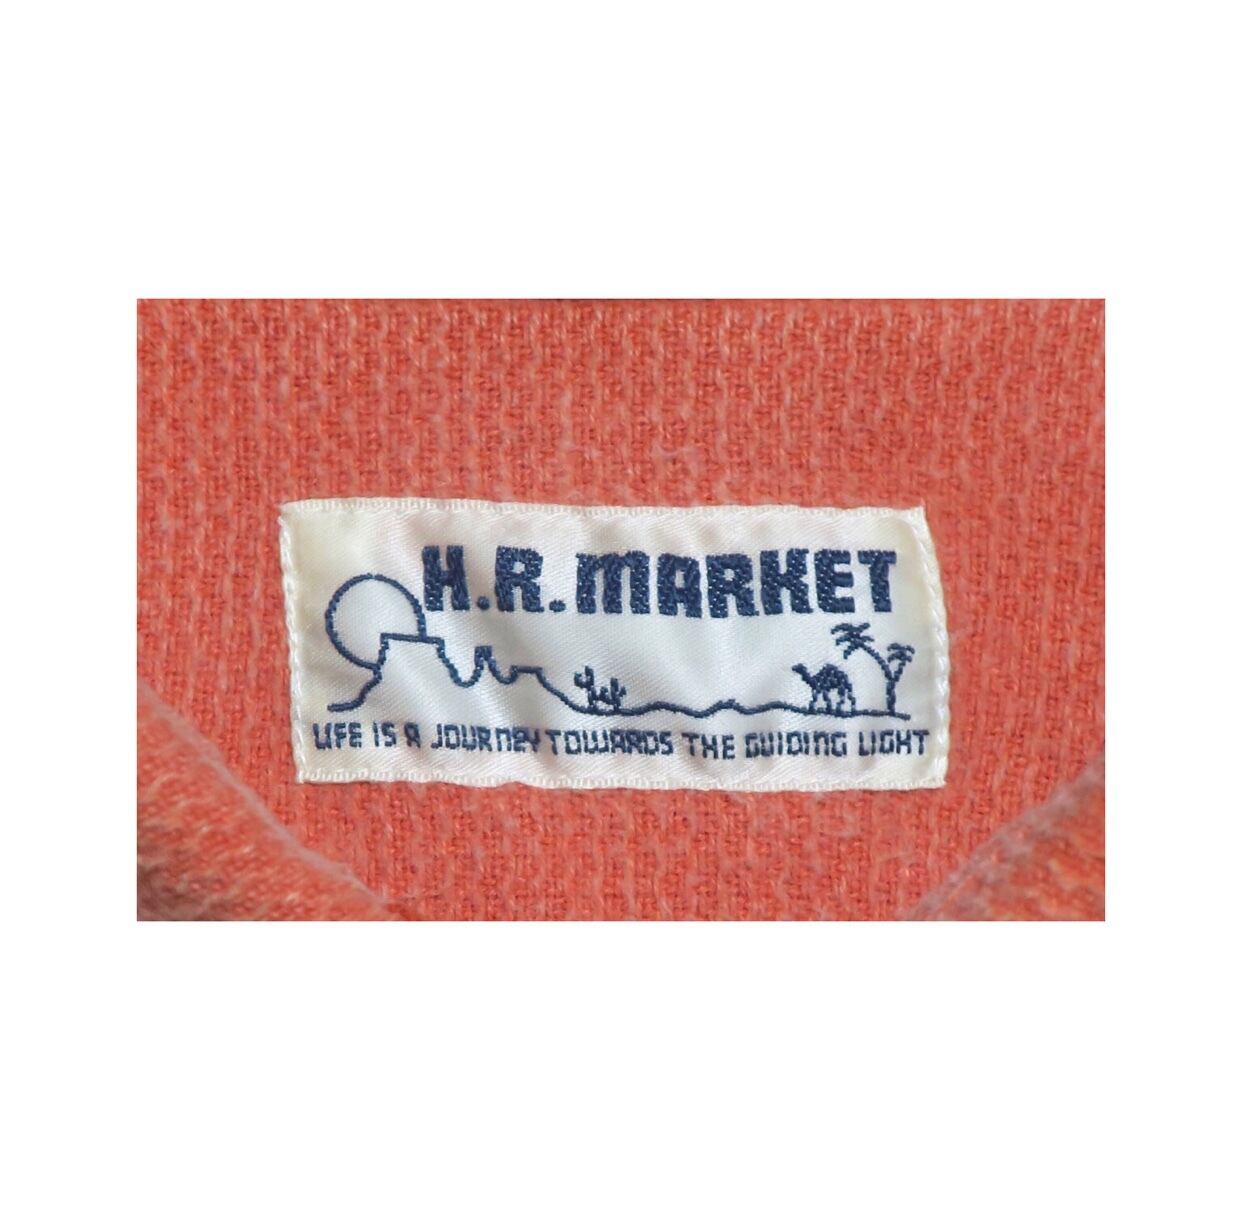 H.R.MARKET
LIFE IS A JOURNEY TOWARDS THE GUIDING LIGHT